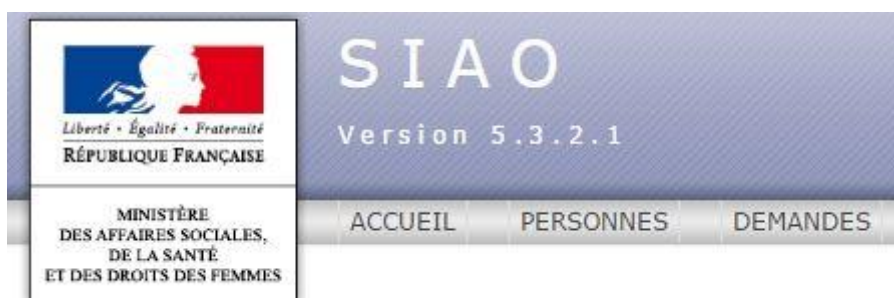 SIAO
Version 5.3.2.1
Liberté • Égalité • Fraternité
RÉPUBLIQUE FRANÇAISE
MINISTÈRE
DES AFFAIRES SOCIALES,
DE LA SANTÉ
ET DES DROITS DES FEMMES
ACCUEIL PERSONNES DEMANDES